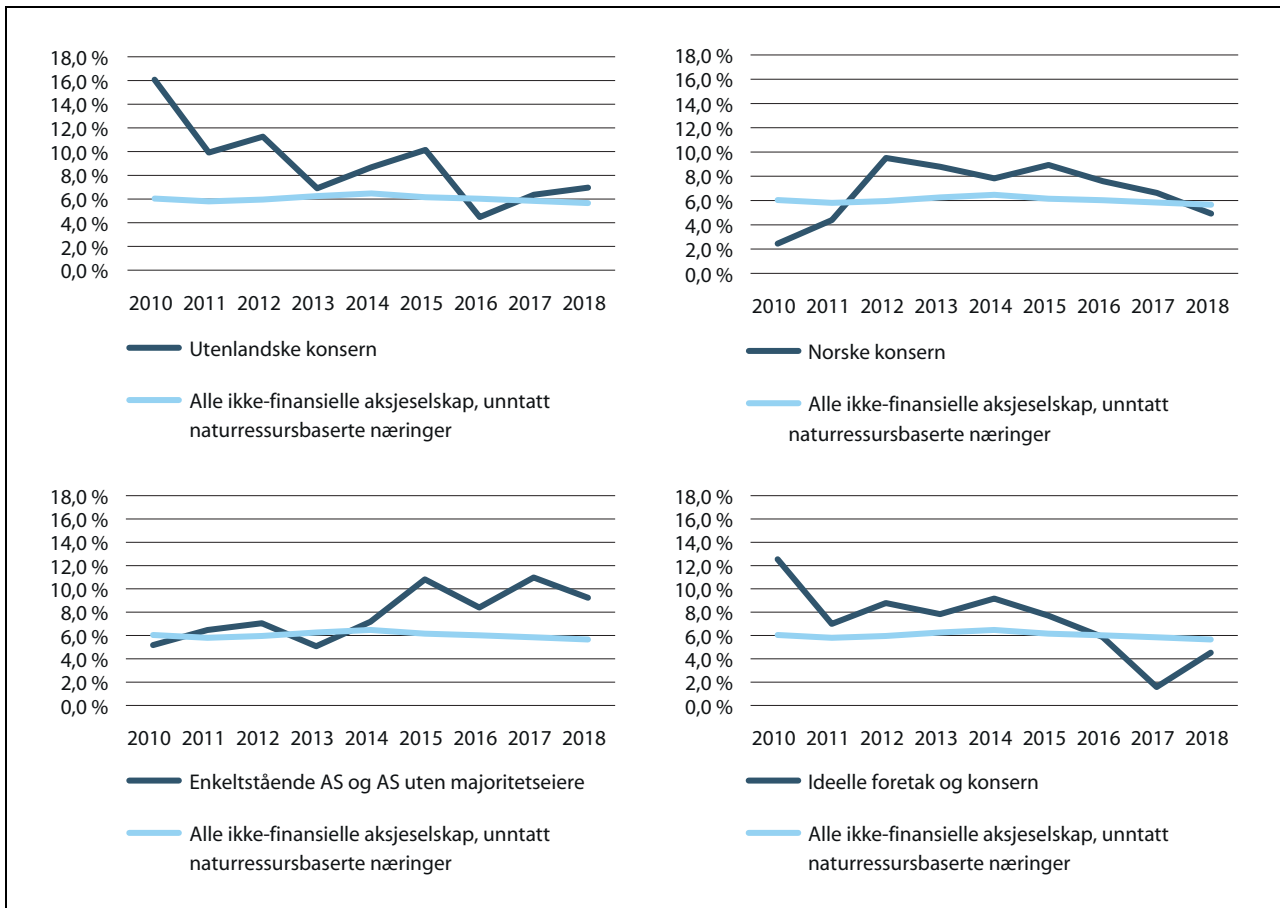 18,0 %
16,0 %
14,0 %
12,0 %
10,0 %
8,0 %
6,0 %
4,0 %
2,0 %
0,0 %
2010 2011 2012 2013 2014 2015 2016 2017 2018
Utenlandske konsern
Alle ikke-finansielle aksjeselskap, unntatt
naturressursbaserte næringer
18,0 %
16,0 %
14,0 %
12,0 %
10,0 %
8,0 %
6,0 %
4,0 %
2,0 %
0,0 %
2010 2011 2012 2013 2014 2015 2016 2017 2018
Norske konsern
Alle ikke-finansielle aksjeselskap, unntatt
naturressursbaserte næringer
18,0 %
16,0 %
14,0 %
12,0 %
10,0 %
8,0 %
6,0 %
4,0 %
2,0 %
0,0 %
2010 2011 2012 2013 2014 2015 2016 2017 2018
Enkeltstående AS og AS uten majoritetseiere
Alle ikke-finansielle aksjeselskap, unntatt
naturressursbaserte næringer
18,0 %
16,0 %
14,0 %
12,0 %
10,0 %
8,0 %
6,0 %
4,0 %
2,0 %
0,0 %
2010 2011 2012 2013 2014 2015 2016 2017 2018
Ideelle foretak og konsern
Alle ikke-finansielle aksjeselskap, unntatt
naturressursbaserte næringer